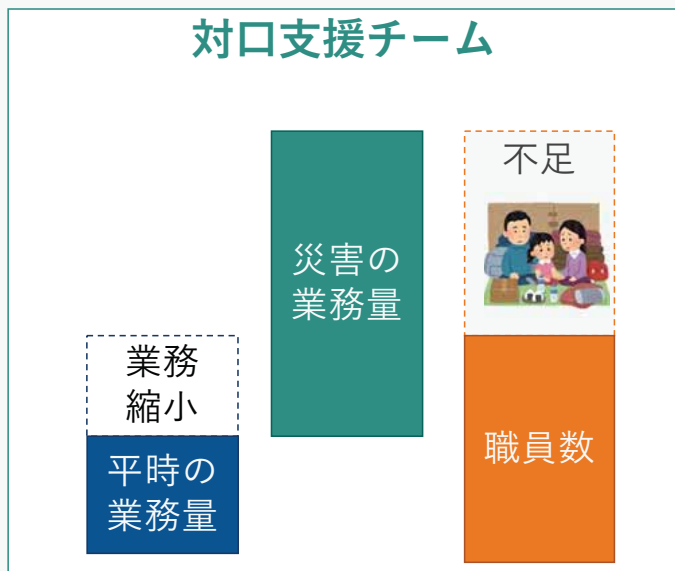 対口支援チーム
業務
縮小
平時の
業務量
災害の
業務量
不足
職員数